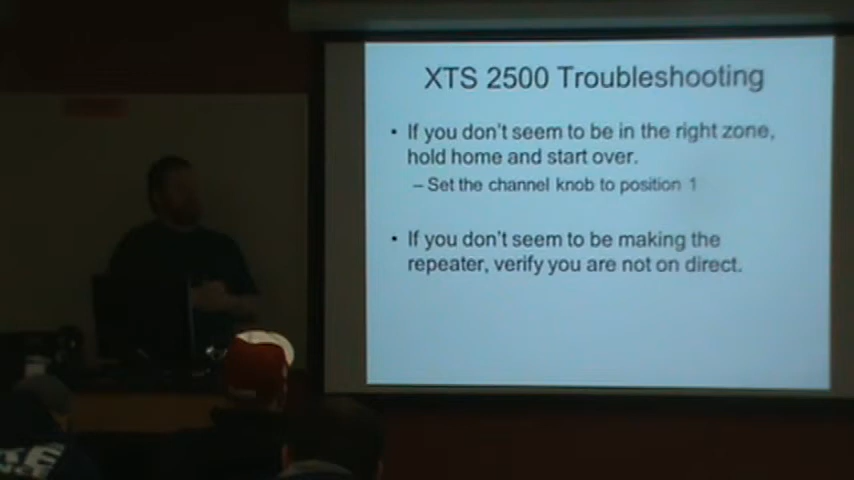 XTS 2500 Troubleshooting
• If you don't seem to be in the right zone,
hold home and start over.
– Set the channel knob to position 1
• If you don't seem to be making the
repeater, verify you are not on direct.